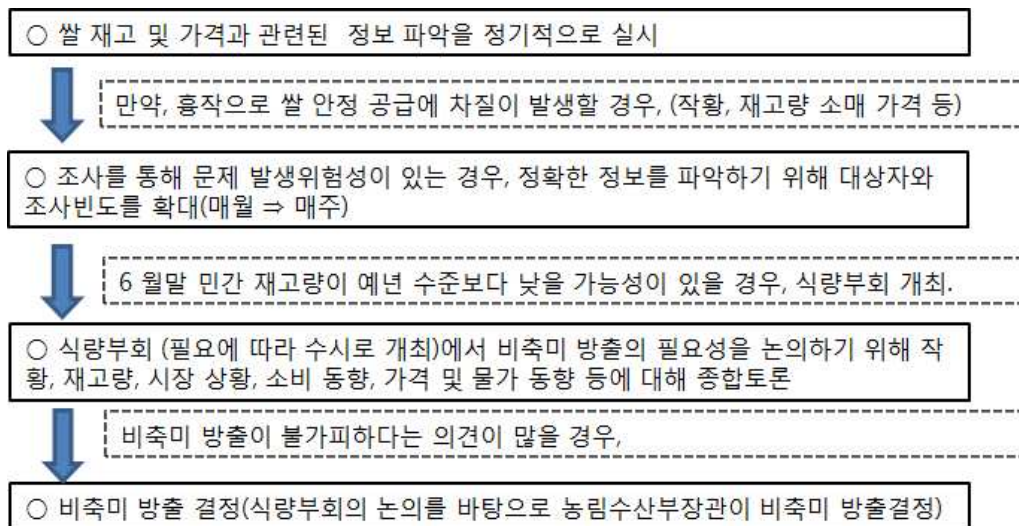 ○ 쌀 재고 및 가격과 관련된 정보 파악을 정기적으로 실시
만약, 흉작으로 쌀 안정 공급에 차질이 발생할 경우, (작황, 재고량 소매 가격 등)
○ 조사를 통해 문제 발생위험성이 있는 경우, 정확한 정보를 파악하기 위해 대상자와
조사빈도를 확대(매월 ⇒ 매주)
6 월말 민간 재고량이 예년 수준보다 낮을 가능성이 있을 경우, 식량부회 개최.
○ 식량부회 (필요에 따라 수시로 개최)에서 비축미 방출의 필요성을 논의하기 위해 작
황, 재고량, 시장 상황, 소비 동향, 가격 및 물가 동향 등에 대해 종합토론
비축미 방출이 불가피하다는 의견이 많을 경우,
○ 비축미 방출 결정(식량부회의 논의를 바탕으로 농림수산부장관이 비축미 방출결정)